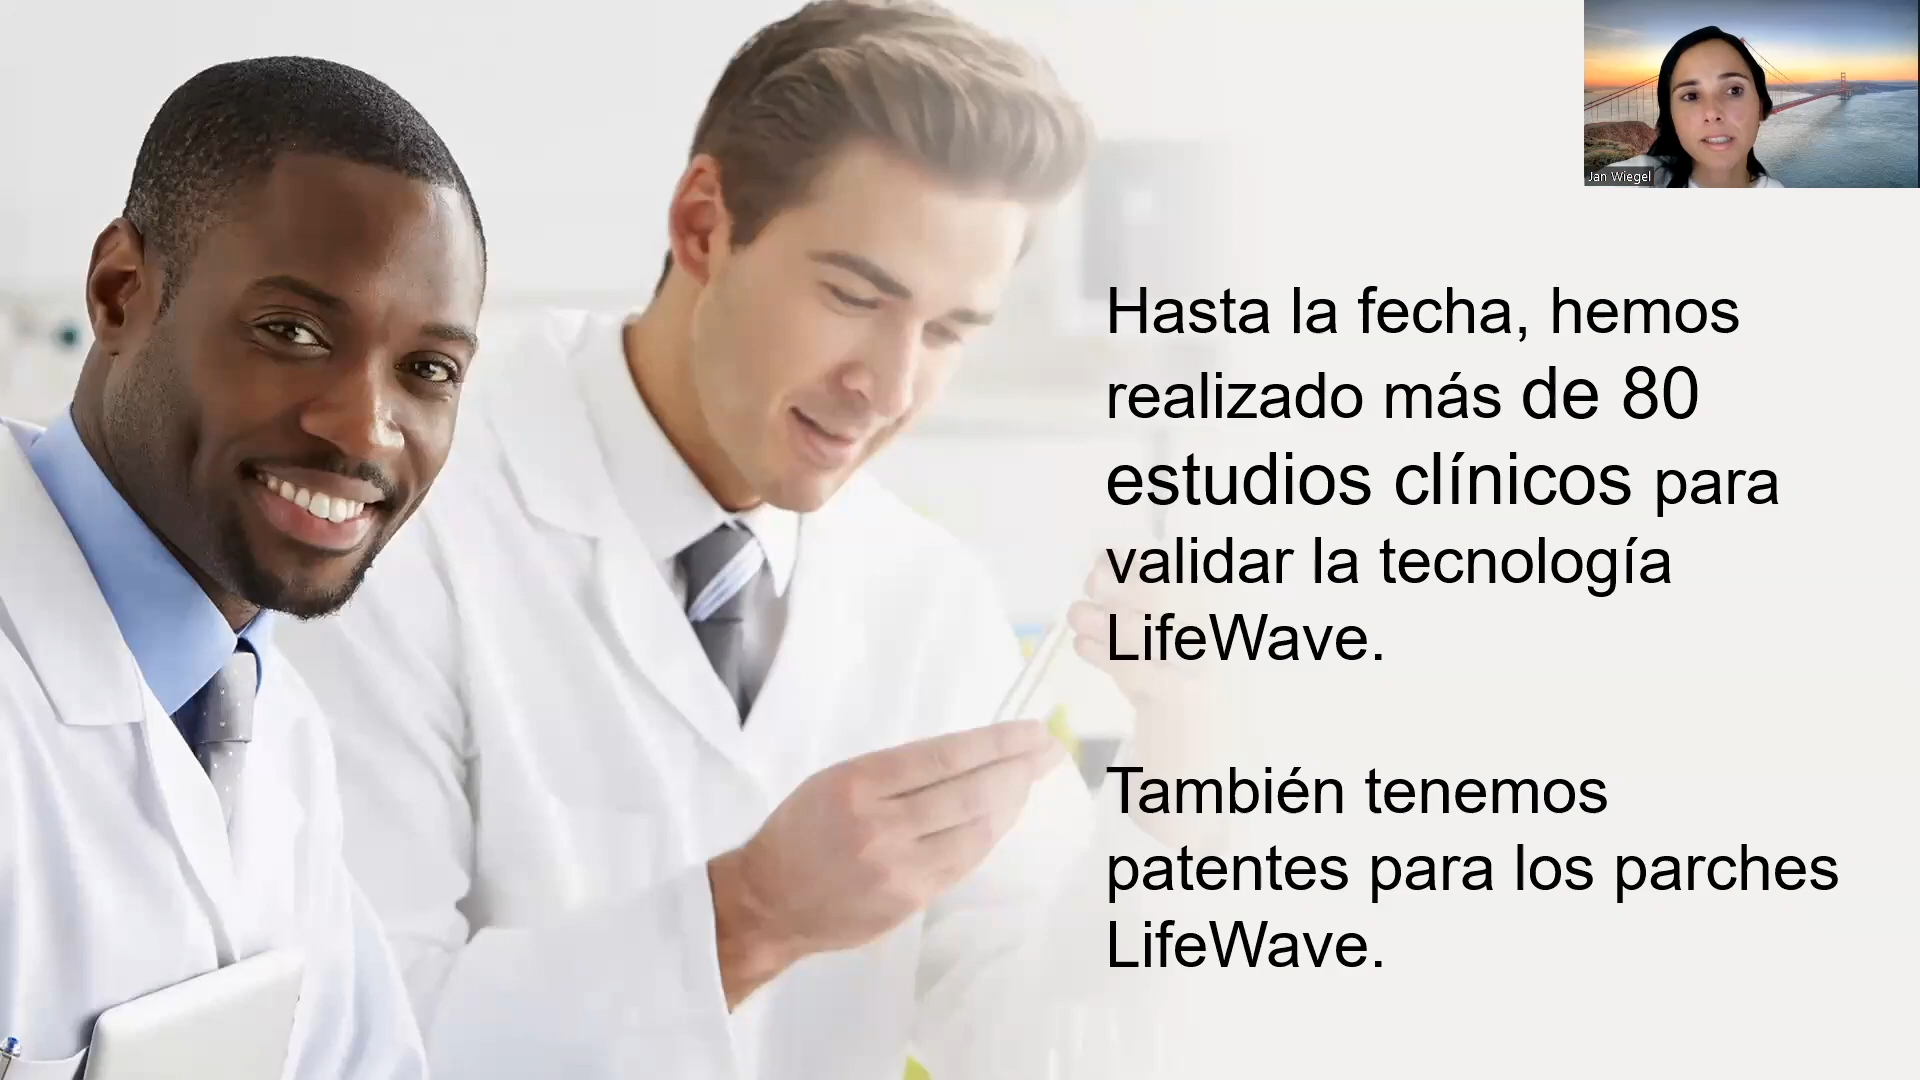 Jan Wiegel
Hasta la fecha, hemos
realizado más de 80
estudios clínicos para
validar la tecnología
LifeWave.
También tenemos
patentes para los parches
LifeWave.